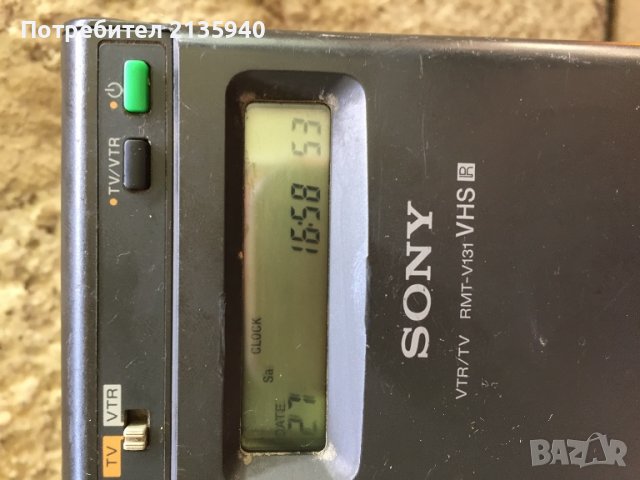 Потребител 2135940
TV/VTR
TV VTR
DATE 27 Sa CLOCK 16:58 53
SONY
VTR/TV RMT-V131 VHS
BAZAR